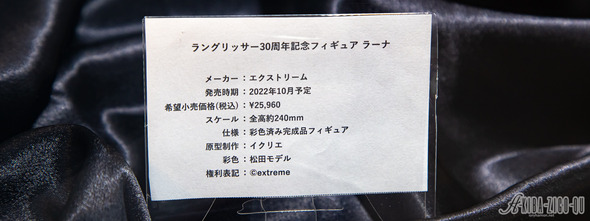 ラングリッサー30周年記念フィギュア ラーナ
メーカー：エクストリーム
発売時期：2022年10月予定
希望小売価格(税込)：¥25,960
スケール：全高約240mm
仕様：彩色済み完成品フィギュア
原型制作：イクリエ
彩色：松田モデル
権利表記：©extreme
AKIBA-ZIGO-KU